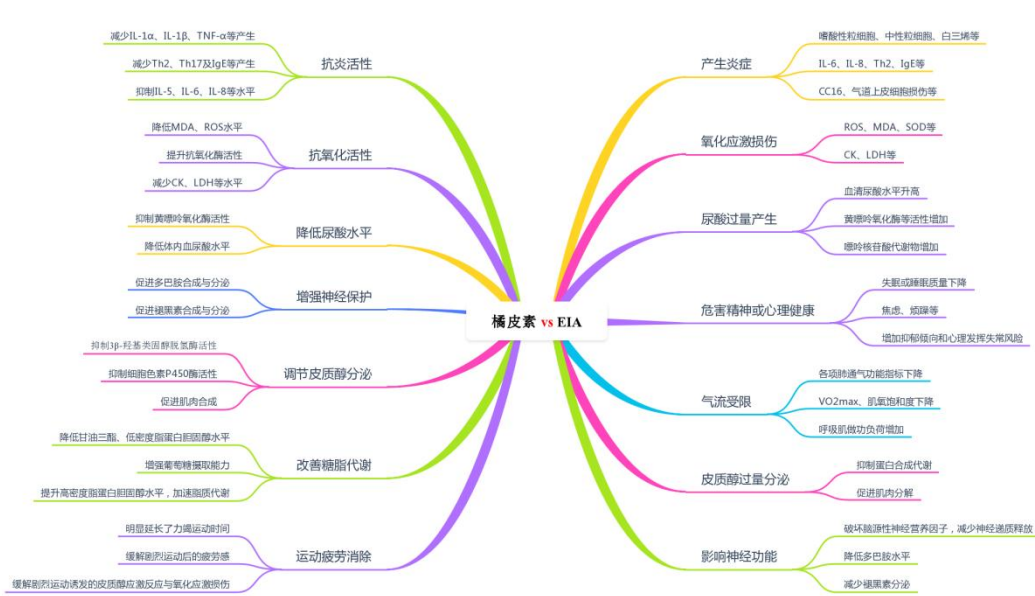 减少IL-1α、IL-1β、TNF-α等产生
减少Th2、Th17及IgE等产生
抑制IL-5、IL-6、IL-8等水平
抗炎活性
降低MDA、ROS水平
提升抗氧化酶活性
减少CK、LDH等水平
抗氧化活性
抑制黄嘌呤氧化酶活性
降低体内血尿酸水平
降低尿酸水平
促进多巴胺合成与分泌
促进褪黑素合成与分泌
增强神经保护
抑制3β-羟基类固醇脱氢酶活性
抑制细胞色素P450酶活性
促进肌肉合成
调节皮质醇分泌
降低甘油三酯、低密度脂蛋白胆固醇水平
增强葡萄糖摄取能力
提升高密度脂蛋白胆固醇水平，加速脂质代谢
改善糖脂代谢
明显延长了力竭运动时间
缓解剧烈运动后的疲劳感
缓解剧烈运动诱发的皮质醇应激反应与氧化应激损伤
运动疲劳消除
橘皮素 vs EIA
产生炎症
嗜酸性粒细胞、中性粒细胞、白三烯等
IL-6、IL-8、Th2、IgE等
CC16、气道上皮细胞损伤等
氧化应激损伤
ROS、MDA、SOD等
CK、LDH等
尿酸过量产生
血清尿酸水平升高
黄嘌呤氧化酶等活性增加
嘌呤核苷酸代谢物增加
危害精神或心理健康
失眠或睡眠质量下降
焦虑、烦躁等
增加抑郁倾向和心理发挥失常风险
气流受限
各项肺通气功能指标下降
VO2max、肌氧饱和度下降
呼吸肌做功负荷增加
皮质醇过量分泌
抑制蛋白合成代谢
促进肌肉分解
影响神经功能
破坏脑源性神经营养因子，减少神经递质释放
降低多巴胺水平
减少褪黑素分泌